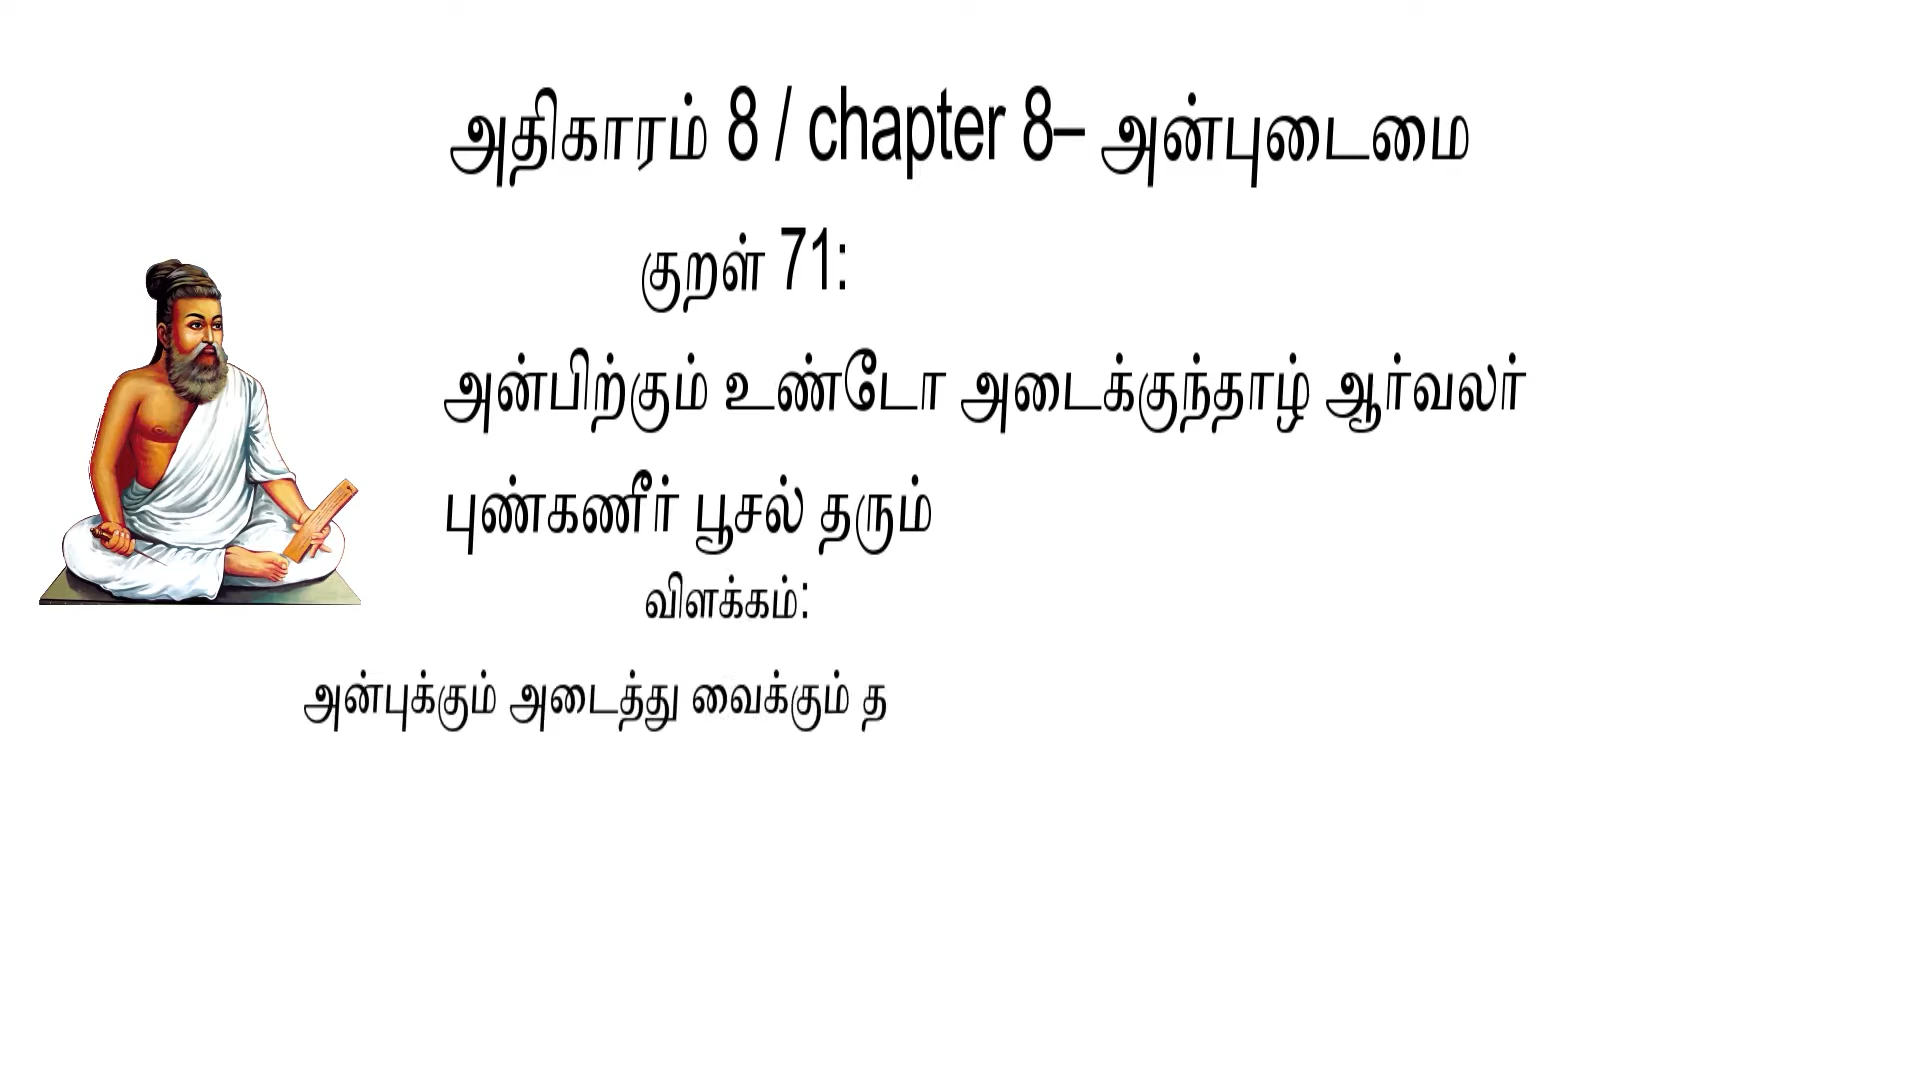 அதிகாரம் 8 / chapter 8– அன்புடைமை
குறள் 71:
அன்பிற்கும் உண்டோ அடைக்குந்தாழ் ஆர்வலர்
புண்கணீர் பூசல் தரும்
விளக்கம்:
அன்புக்கும் அடைத்து வைக்கும் த